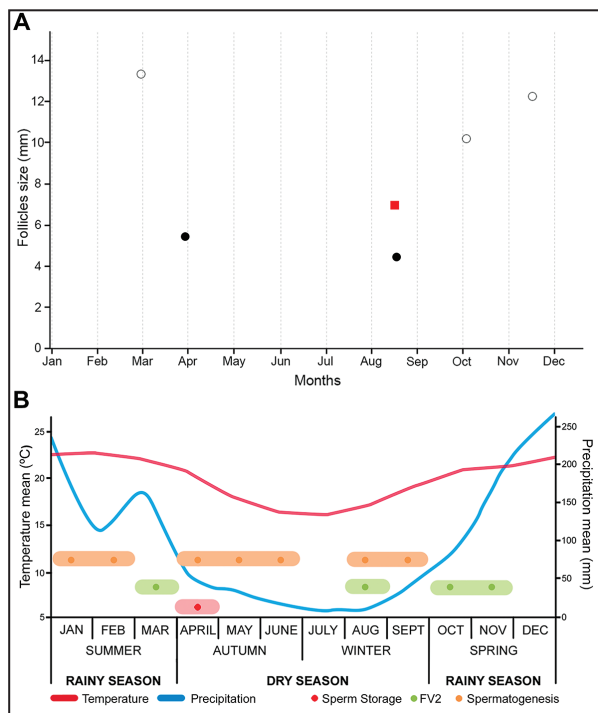 A
Follicles size (mm)
14
12
10
8
6
4
0
Jan Feb Mar Apr May Jun Jul Aug Sep Oct Nov Dec
Months
B
Temperature mean (ºC)
25
20
15
10
5
Precipitation mean (mm)
250
200
150
100
50
0
JAN FEB MAR APRIL MAY JUNE JULY AUG SEPT OCT NOV DEC
SUMMER AUTUMN WINTER SPRING
RAINY SEASON DRY SEASON RAINY SEASON
Temperature Precipitation Sperm Storage FV2 Spermatogenesis